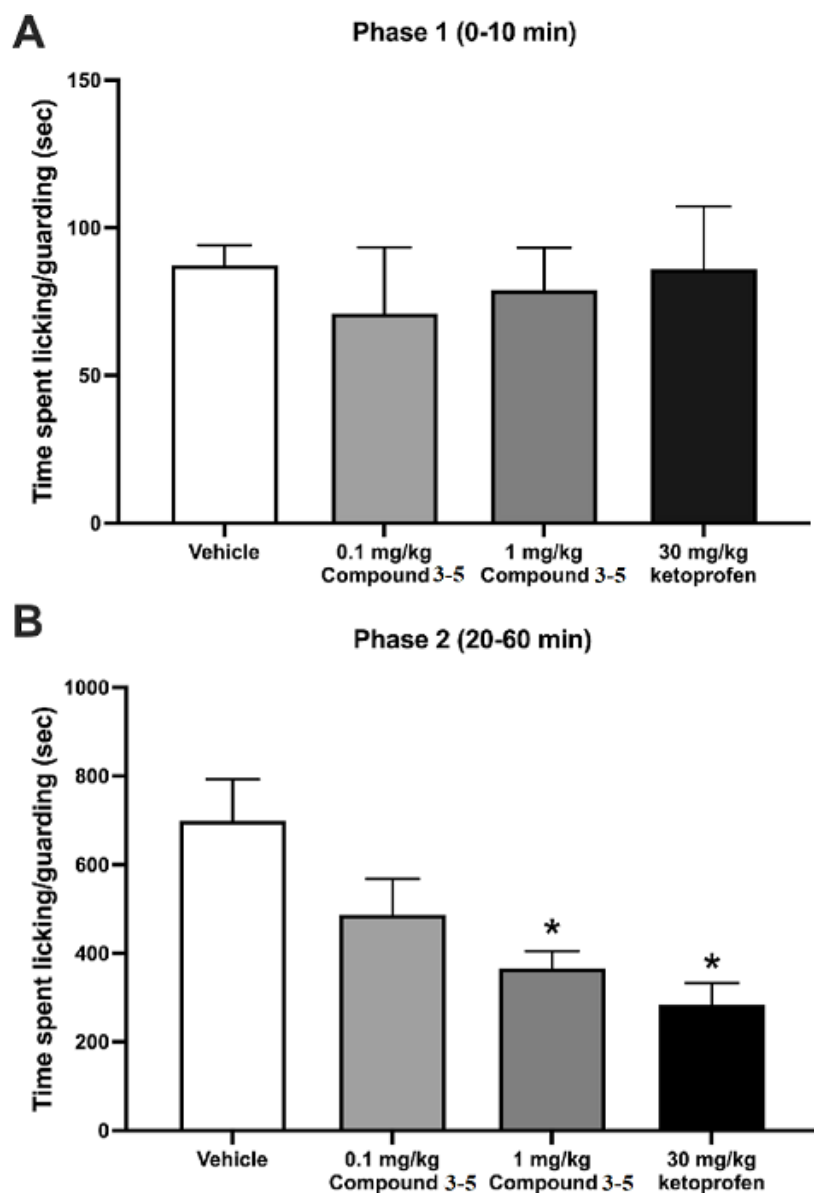 A
Phase 1 (0-10 min)
Time spent licking/guarding (sec)
150
100
50
0
Vehicle
0.1 mg/kg
Compound 3-5
1 mg/kg
Compound 3-5
30 mg/kg
ketoprofen
B
Phase 2 (20-60 min)
Time spent licking/guarding (sec)
1000
800
600
400
200
0
*
*
Vehicle
0.1 mg/kg
Compound 3-5
1 mg/kg
Compound 3-5
30 mg/kg
ketoprofen